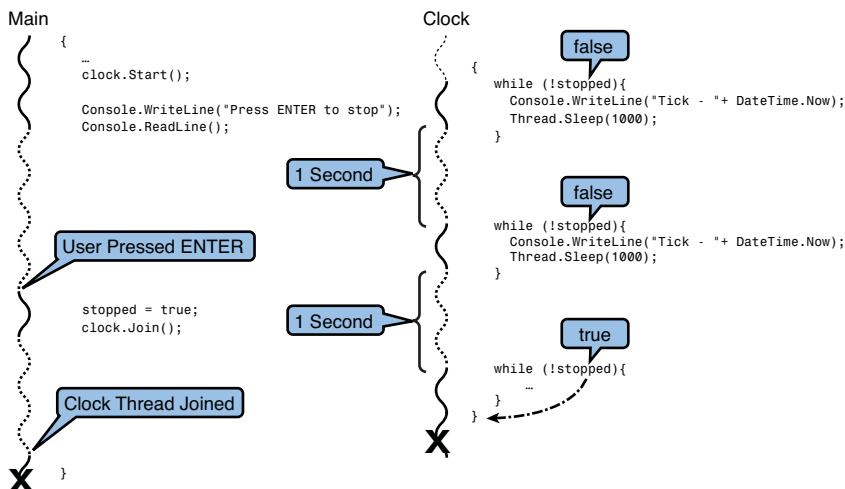 Main
{
…
clock.Start();
Console.WriteLine("Press ENTER to stop");
Console.ReadLine();
User Pressed ENTER
stopped = true;
clock.Join();
Clock Thread Joined
X
}
Clock
false
{
while (!stopped){
Console.WriteLine("Tick - "+ DateTime.Now);
Thread.Sleep(1000);
}
1 Second
false
while (!stopped){
Console.WriteLine("Tick - "+ DateTime.Now);
Thread.Sleep(1000);
}
1 Second
true
while (!stopped){
…
}
}
X